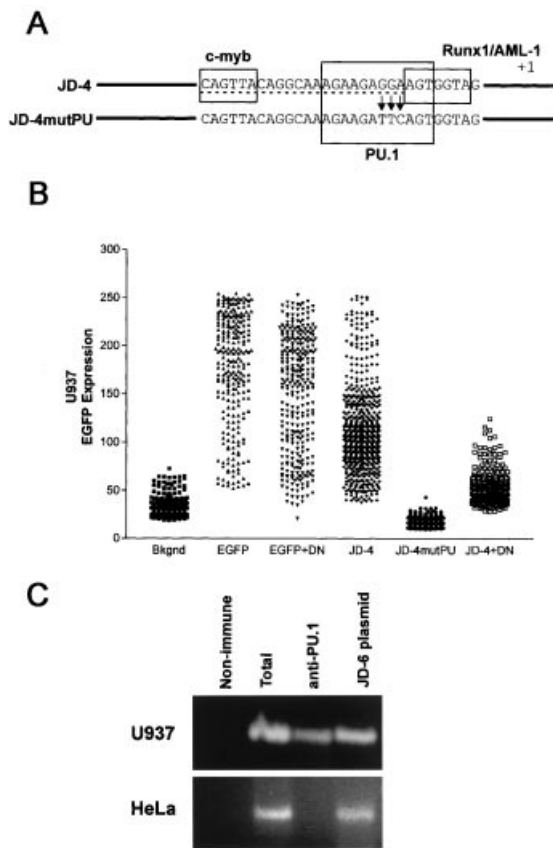 A
c-myb
Runx1/AML-1
+1
JD-4
CAGTTACAGGCAAAGAAGAGGAAGTGGTAG
JD-4mutPU
CAGTTACAGGCAAAGAAGATTCAGTGGTAG
PU.1
B
300
250
200
150
100
50
0
U937
EGFP Expression
Bkgnd
EGFP
EGFP+DN
JD-4
JD-4mutPU
JD-4+DN
C
Non-immune
Total
anti-PU.1
JD-6 plasmid
U937
HeLa